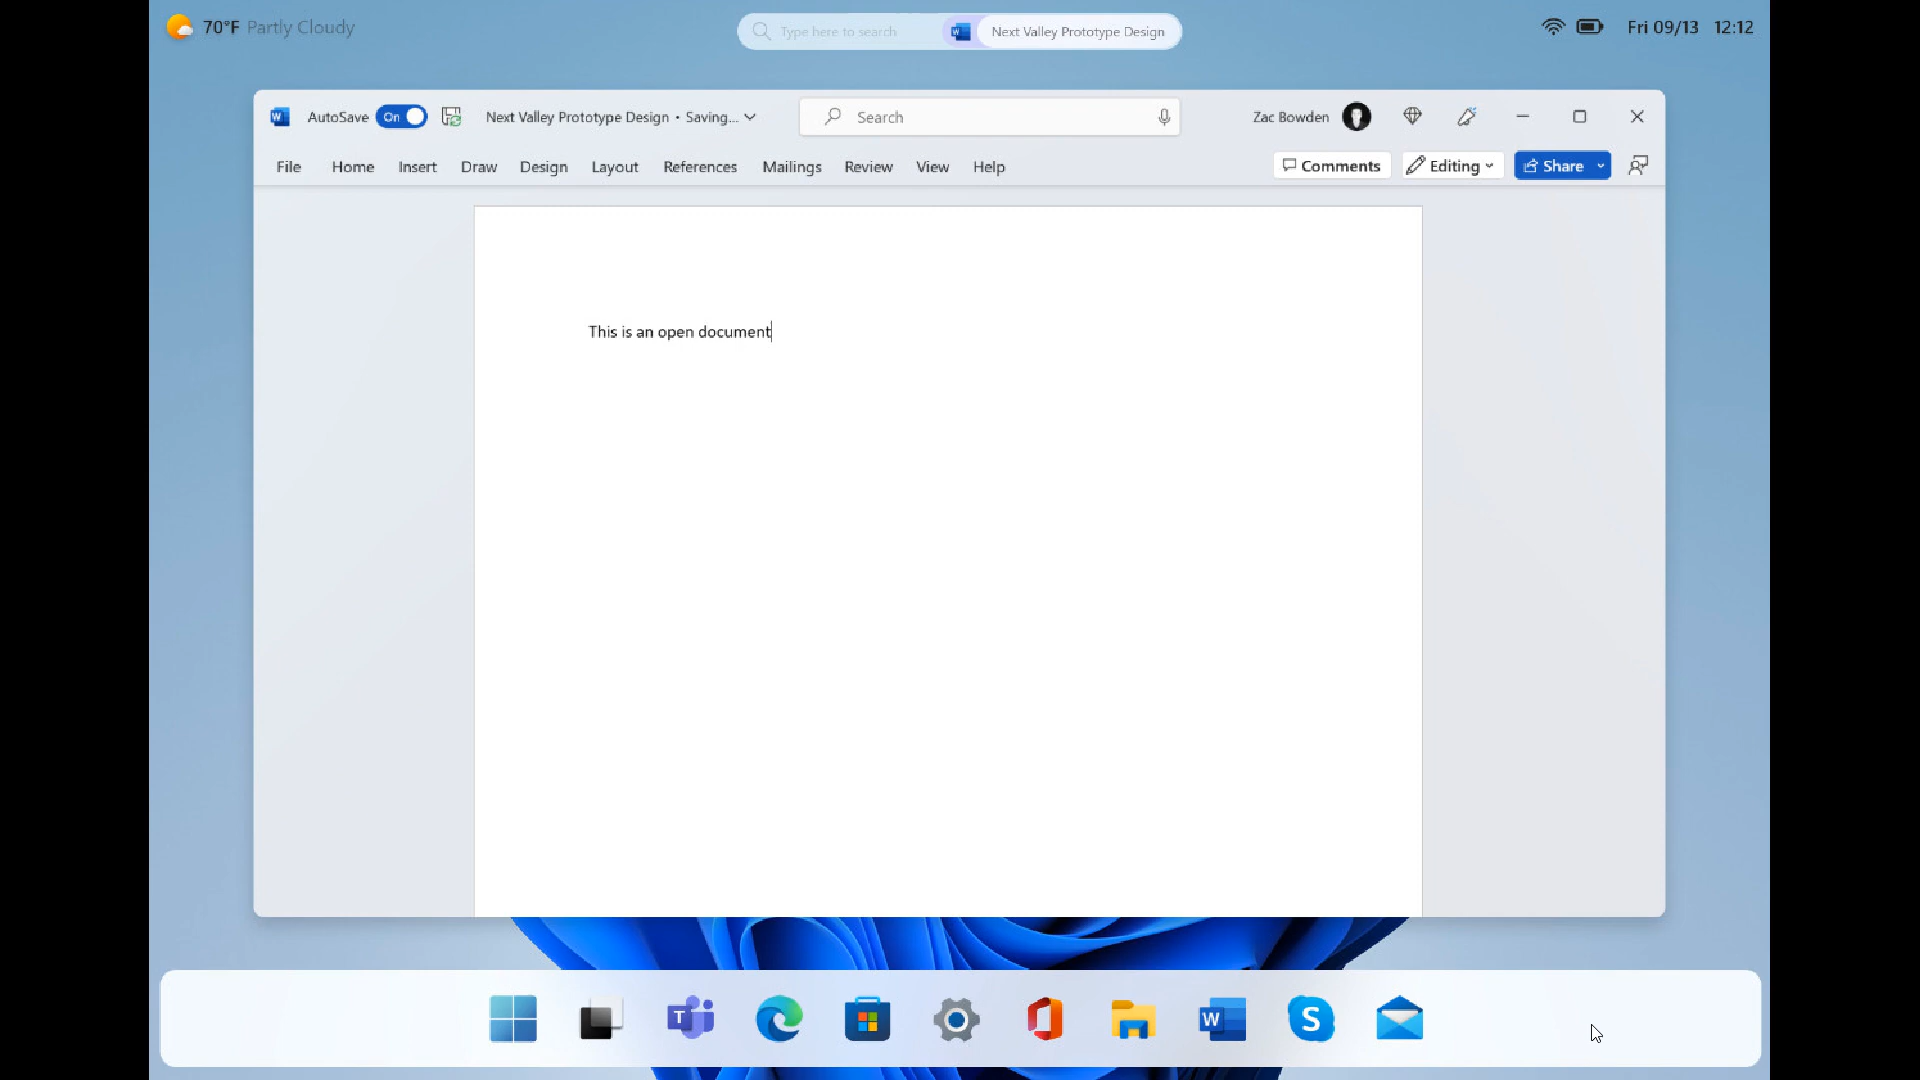 70°F Partly Cloudy
Type here to search
Next Valley Prototype Design
Fri 09/13 12:12
AutoSave On
Next Valley Prototype Design • Saving...
Search
Zac Bowden
File Home Insert Draw Design Layout References Mailings Review View Help
Comments Editing Share
This is an open document